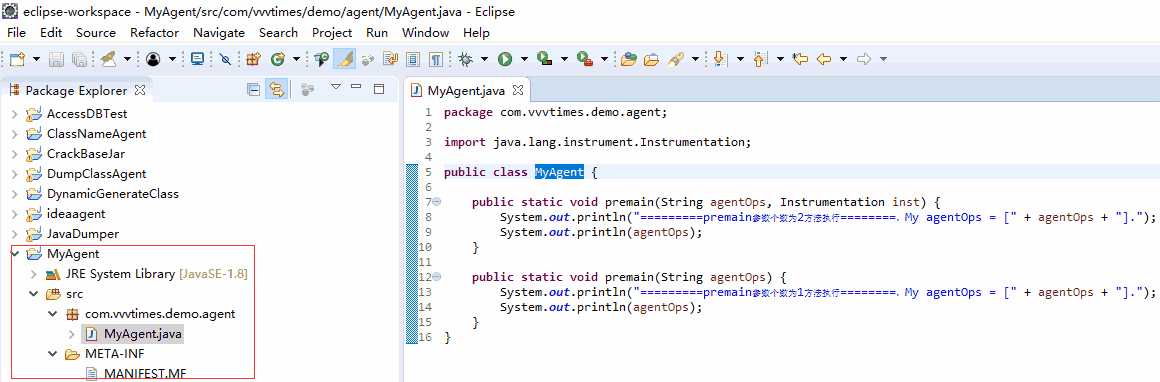 eclipse-workspace - MyAgent/src/com/vvvtimes/demo/agent/MyAgent.java - Eclipse
File Edit Source Refactor Navigate Search Project Run Window Help
Package Explorer
AccessDBTest
ClassNameAgent
CrackBaseJar
DumpClassAgent
DynamicGenerateClass
ideaagent
JavaDumper
MyAgent
JRE System Library [JavaSE-1.8]
src
com.vvvtimes.demo.agent
MyAgent.java
META-INF
MANIFEST.MF
MyAgent.java
1 package com.vvvtimes.demo.agent;
2
3 import java.lang.instrument.Instrumentation;
4
5 public class MyAgent {
6
7 public static void premain(String agentOps, Instrumentation inst) {
8 System.out.println("=========premain参数个数为2方法执行========. My agentOps = [" + agentOps + "].");
9 System.out.println(agentOps);
10 }
11
12 public static void premain(String agentOps) {
13 System.out.println("=========premain参数个数为1方法执行========. My agentOps = [" + agentOps + "].");
14 System.out.println(agentOps);
15 }
16 }